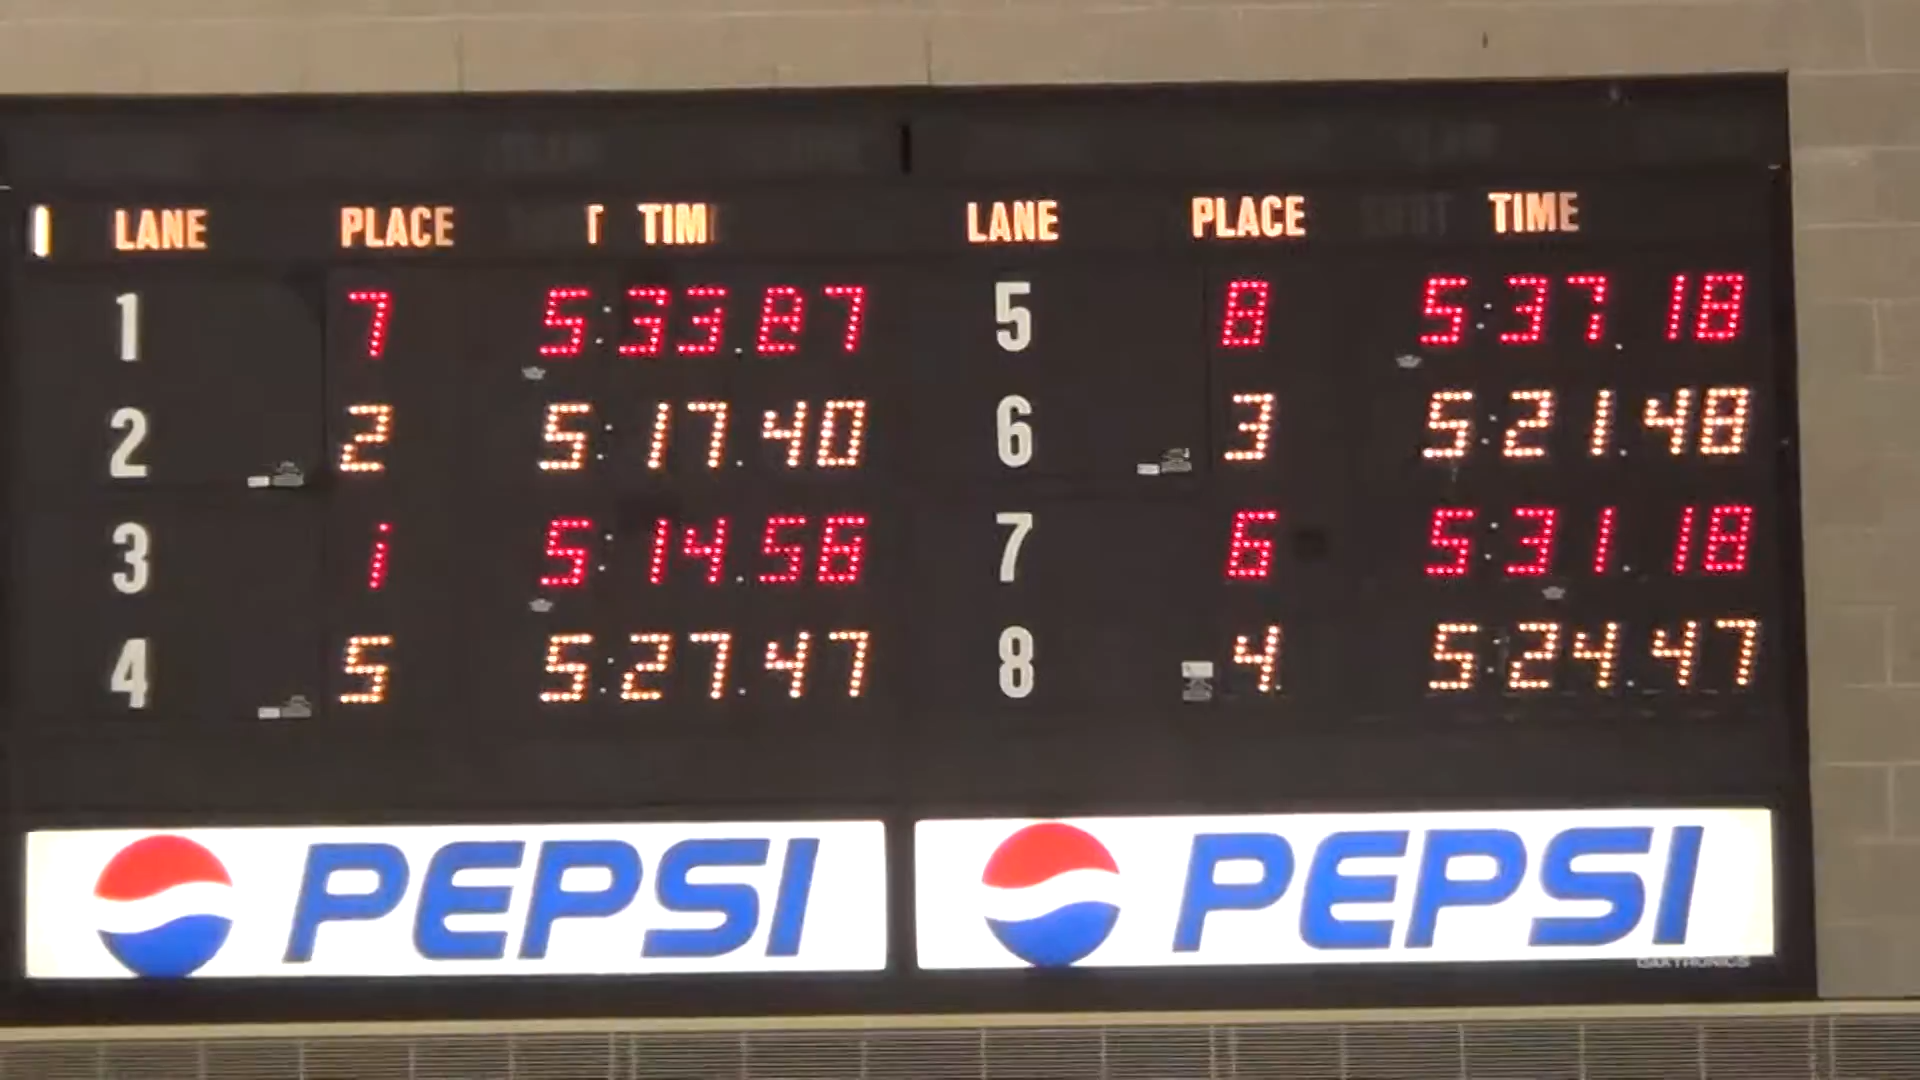 LANE PLACE TIM
1 7 5:33.87
2 2 5:17.40
3 1 5:14.56
4 5 5:27.47
LANE PLACE TIME
5 8 5:37.18
6 3 5:21.48
7 6 5:31.18
8 4 5:24.47
PEPSI
PEPSI
DAKTRONICS